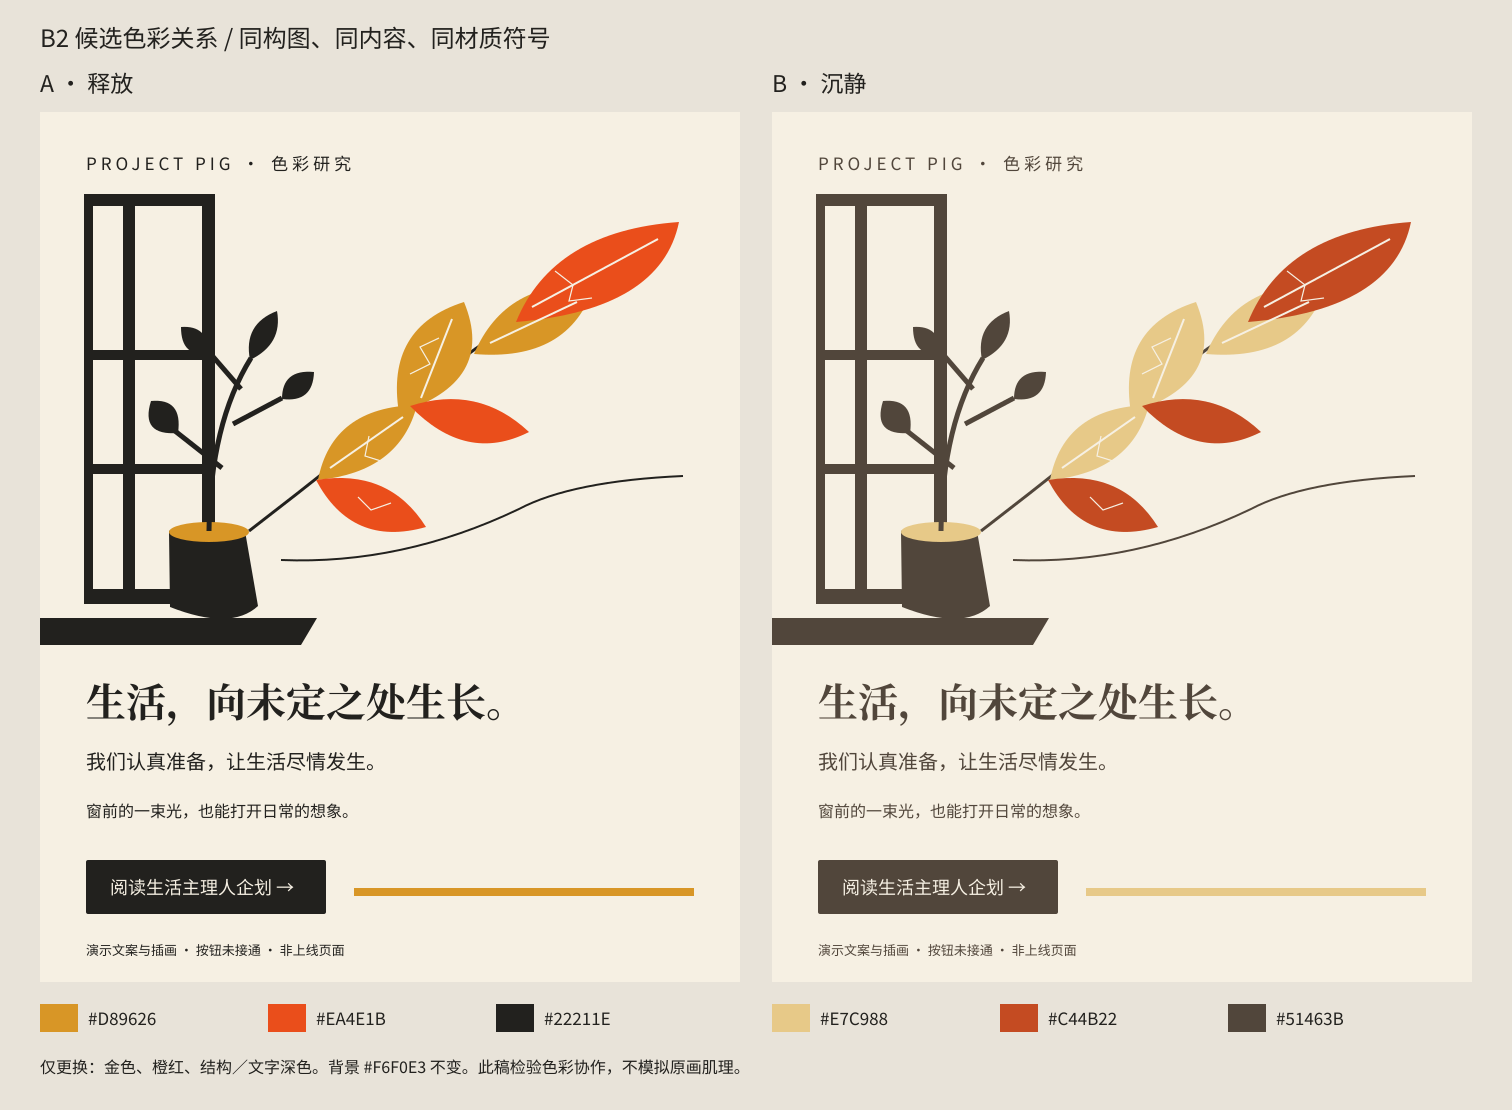 B2 候选色彩关系 / 同构图、同内容、同材质符号
A · 释放
PROJECT PIG · 色彩研究
生活，向未定之处生长。
我们认真准备，让生活尽情发生。
窗前的一束光，也能打开日常的想象。
阅读生活主理人企划 →
演示文案与插画 · 按钮未接通 · 非上线页面
#D89626
#EA4E1B
#22211E
B · 沉静
PROJECT PIG · 色彩研究
生活，向未定之处生长。
我们认真准备，让生活尽情发生。
窗前的一束光，也能打开日常的想象。
阅读生活主理人企划 →
演示文案与插画 · 按钮未接通 · 非上线页面
#E7C988
#C44B22
#51463B
仅更换：金色、橙红、结构／文字深色。背景 #F6F0E3 不变。此稿检验色彩协作，不模拟原画肌理。